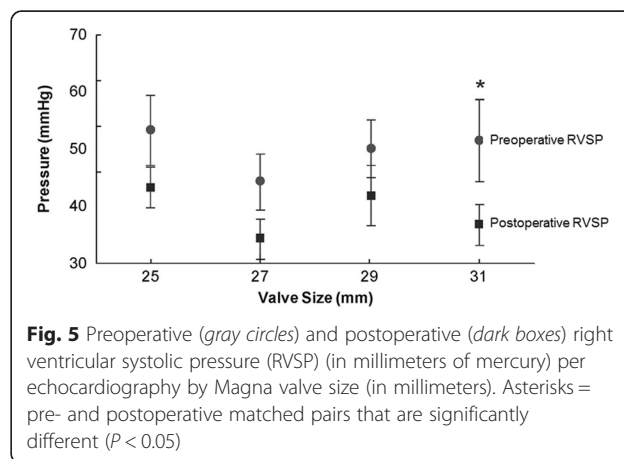 70
60
50
40
30
Pressure (mmHg)
*
Preoperative RVSP
Postoperative RVSP
25 27 29 31
Valve Size (mm)
Fig. 5 Preoperative (gray circles) and postoperative (dark boxes) right
ventricular systolic pressure (RVSP) (in millimeters of mercury) per
echocardiography by Magna valve size (in millimeters). Asterisks =
pre- and postoperative matched pairs that are significantly
different (P < 0.05)